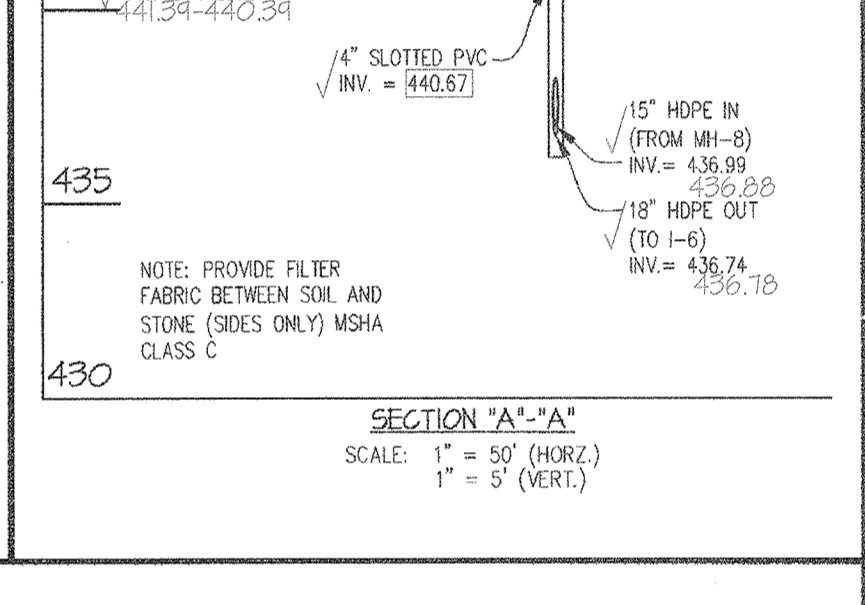 441.39-440.39
4" SLOTTED PVC
INV. = 440.67
15" HDPE IN
(FROM MH-8)
INV.= 436.99
436.88
435
18" HDPE OUT
(TO I-6)
INV.= 436.74
436.78
NOTE: PROVIDE FILTER
FABRIC BETWEEN SOIL AND
STONE (SIDES ONLY) MSHA
CLASS C
430
SECTION "A"-"A"
SCALE: 1" = 50' (HORZ.)
1" = 5' (VERT.)